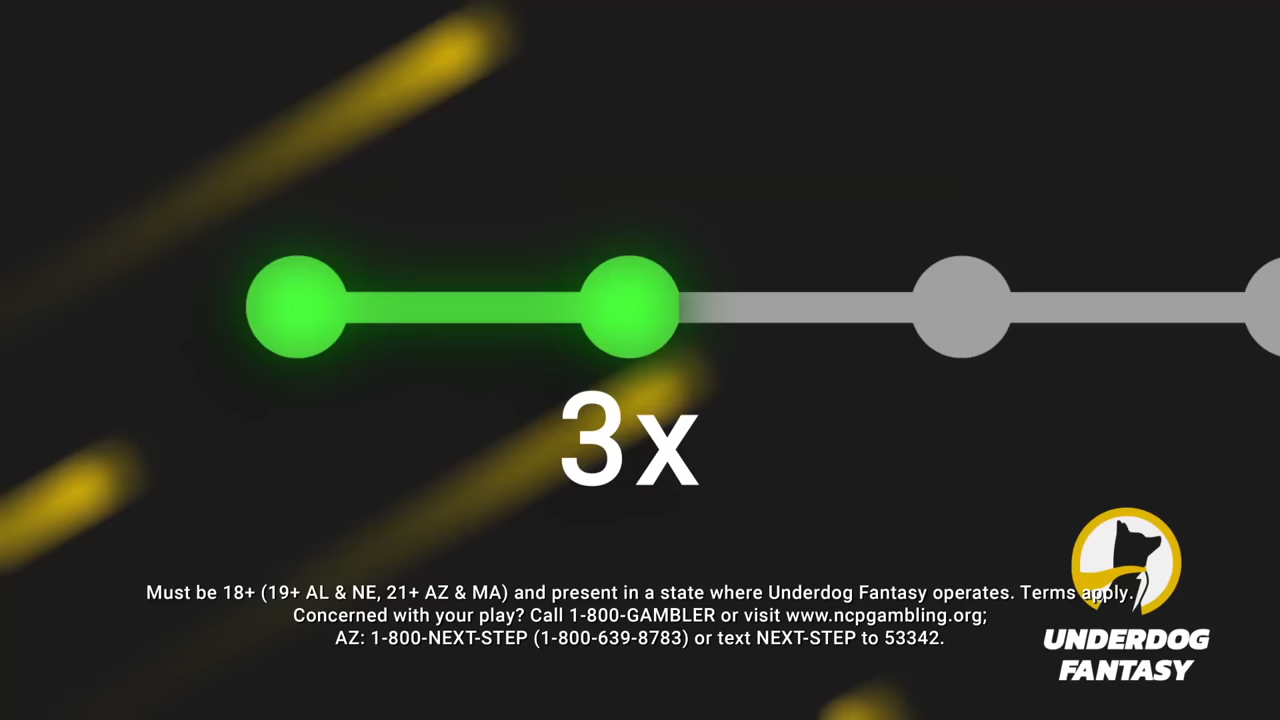 3x
Must be 18+ (19+ AL & NE, 21+ AZ & MA) and present in a state where Underdog Fantasy operates. Terms apply.
Concerned with your play? Call 1-800-GAMBLER or visit www.ncpgambling.org;
AZ: 1-800-NEXT-STEP (1-800-639-8783) or text NEXT-STEP to 53342.
UNDERDOG
FANTASY